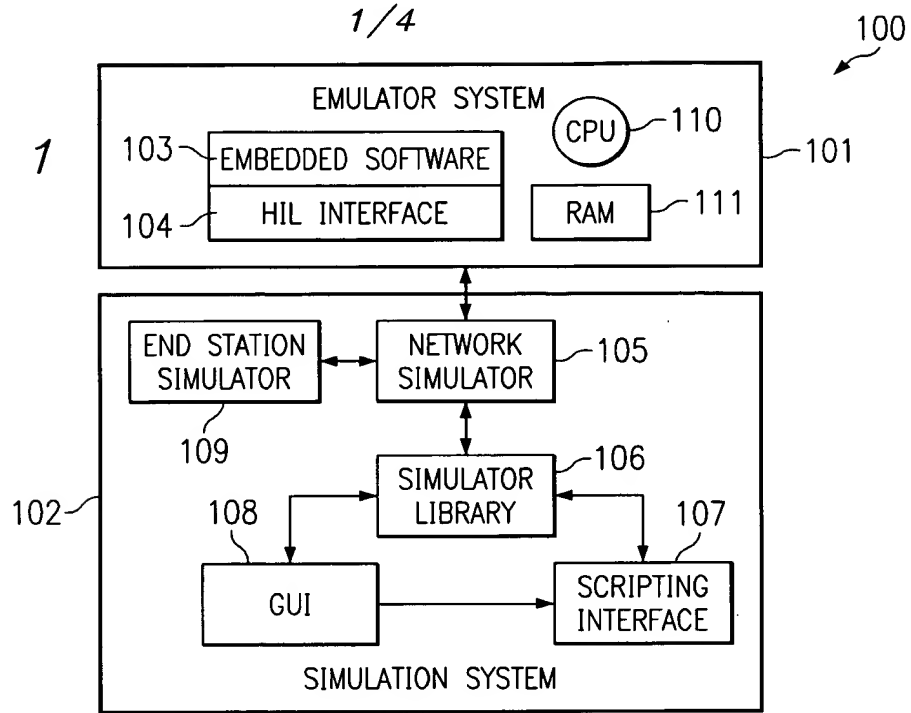 1/4
100
EMULATOR SYSTEM
CPU
110
101
1
103
EMBEDDED SOFTWARE
104
HIL INTERFACE
RAM
111
END STATION
SIMULATOR
109
NETWORK
SIMULATOR
105
106
SIMULATOR
LIBRARY
102
108
107
GUI
SCRIPTING
INTERFACE
SIMULATION SYSTEM